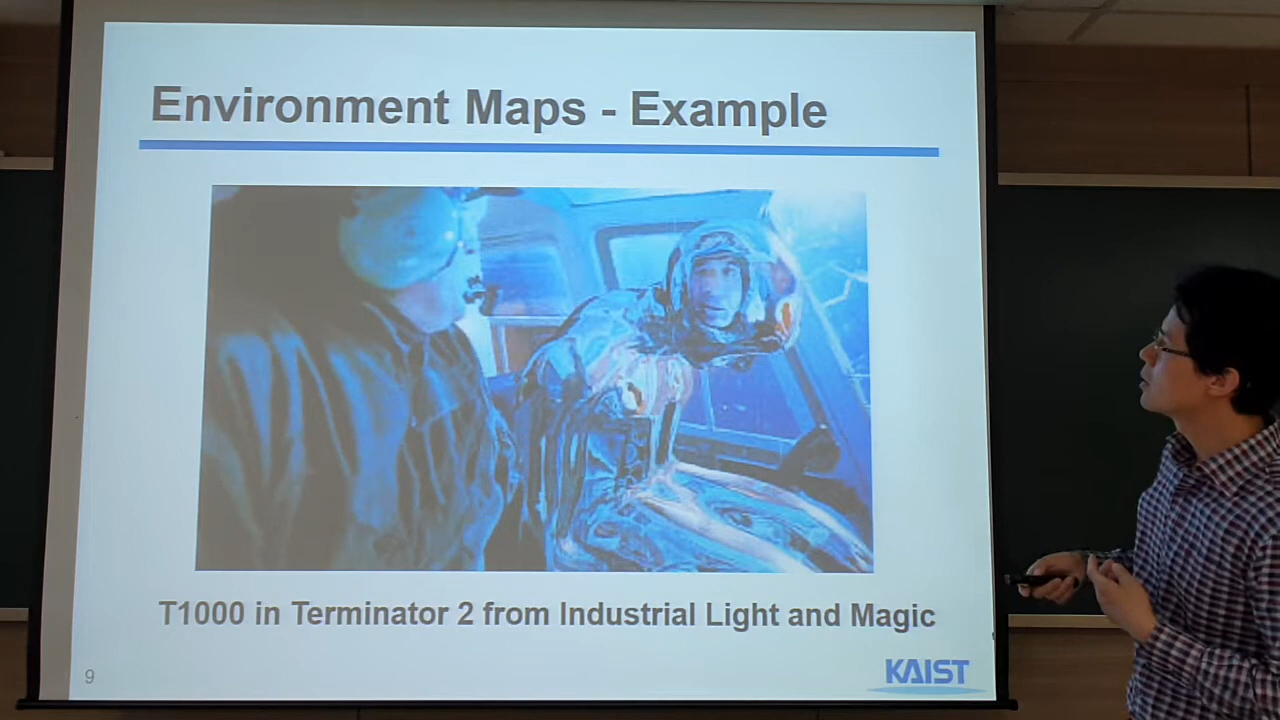 Environment Maps - Example
T1000 in Terminator 2 from Industrial Light and Magic
9
KAIST